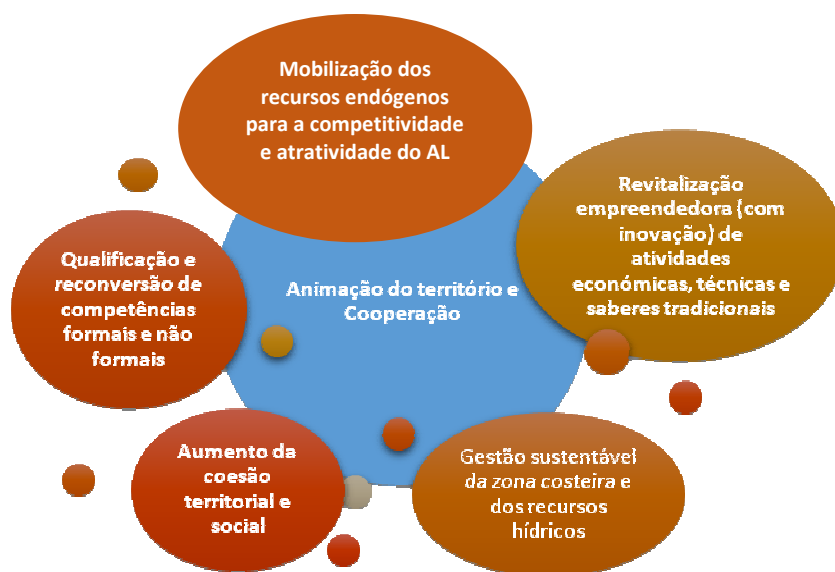 Mobilização dos
recursos endógenos
para a competitividade
e atratividade do AL
Revitalização
empreendedora (com
inovação) de
atividades
económicas, técnicas e
saberes tradicionais
Qualificação e
reconversão de
competências
formais e não
formais
Animação do território e
Cooperação
Aumento da
coesão
territorial e
social
Gestão sustentável
da zona costeira e
dos recursos
hídricos